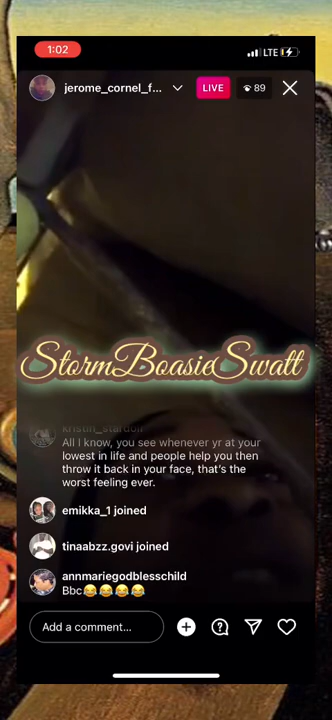 1:02
LTE
jerome_cornel_f...
LIVE
89
StormBoasieSwatt
kristin_stardoll
All I know, you see whenever yr at your
lowest in life and people help you then
throw it back in your face, that's the
worst feeling ever.
emikka_1 joined
tinaabzz.govi joined
annmariegodblesschild
Bbc😂😂😂😂
Add a comment...